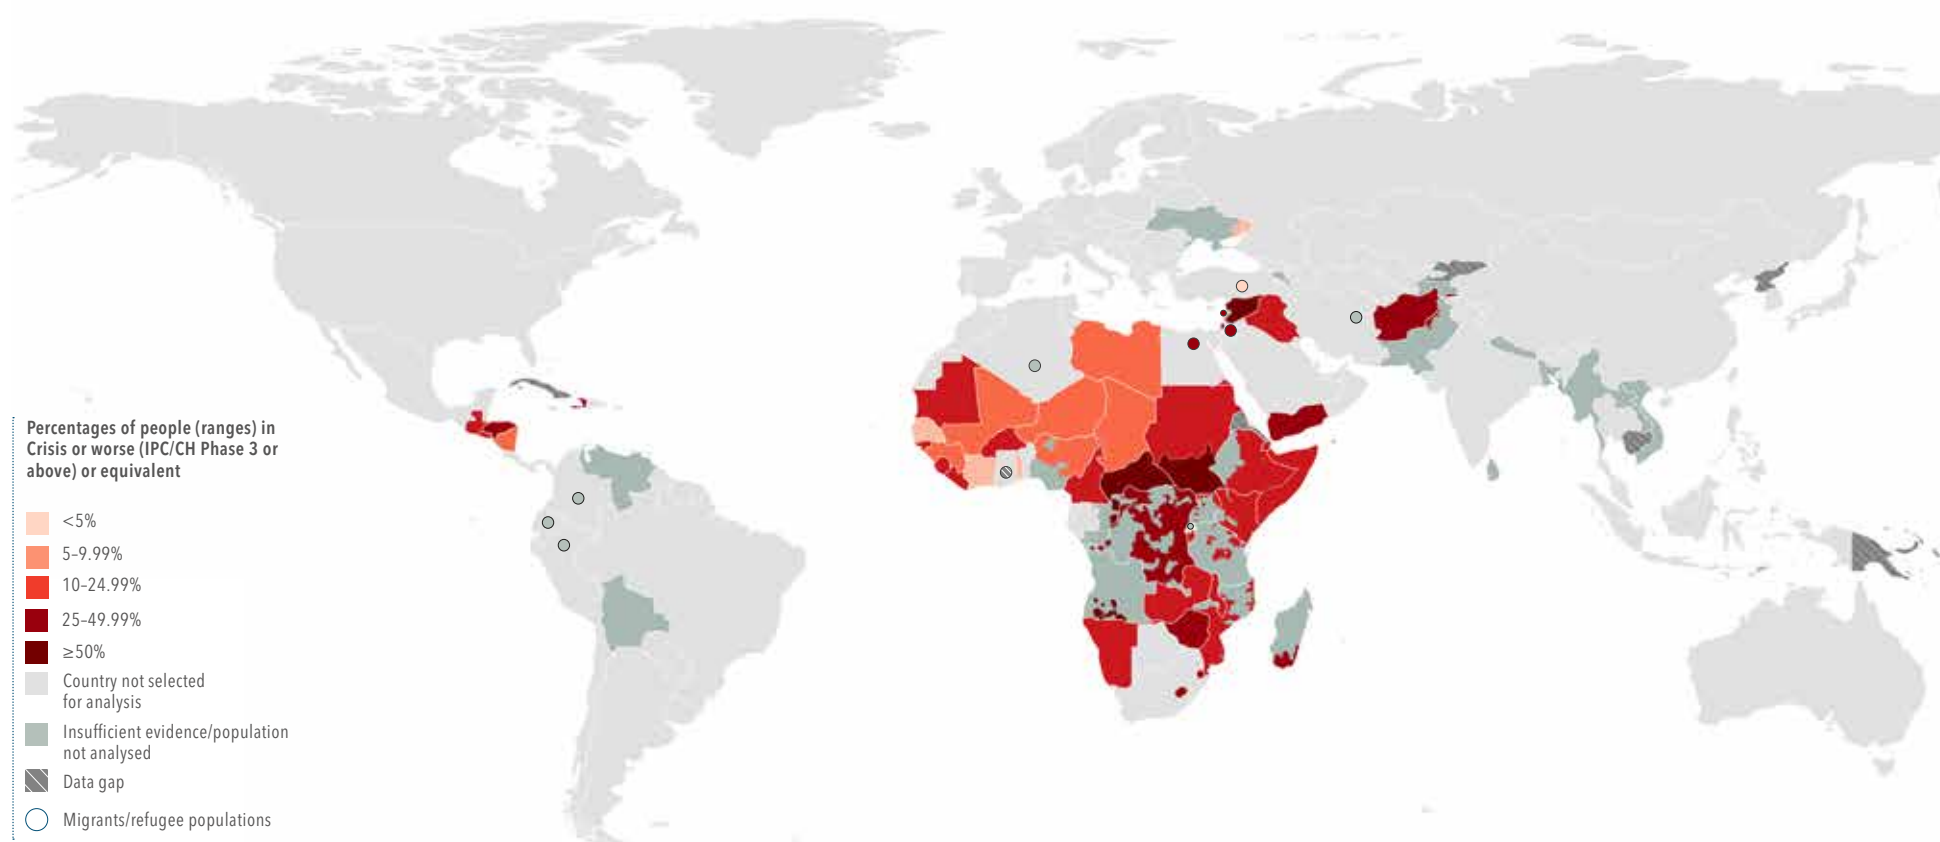 Percentages of people (ranges) in
Crisis or worse (IPC/CH Phase 3 or
above) or equivalent
<5%
5–9.99%
10–24.99%
25–49.99%
≥50%
Country not selected
for analysis
Insufficient evidence/population
not analysed
Data gap
Migrants/refugee populations